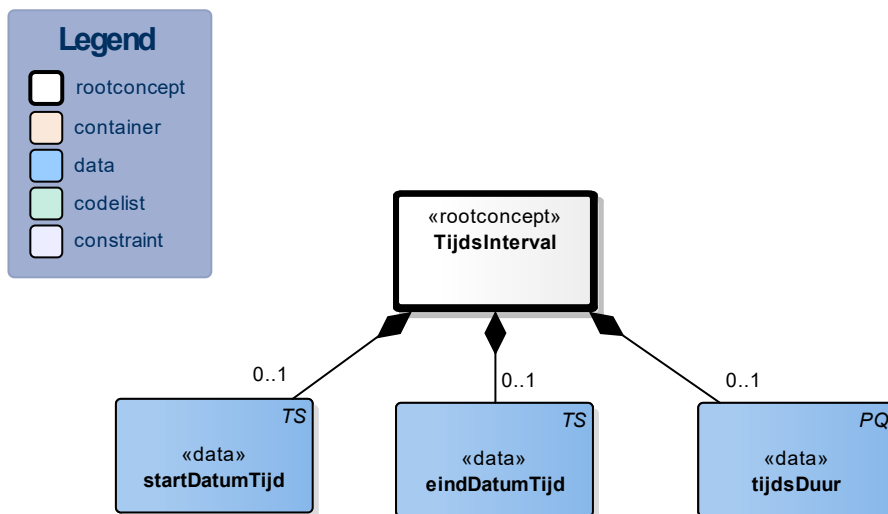 Legend
rootconcept
container
data
codelist
constraint
«rootconcept»
TijdsInterval
0..1
0..1
0..1
TS
«data»
startDatumTijd
TS
«data»
eindDatumTijd
PQ
«data»
tijdsDuur